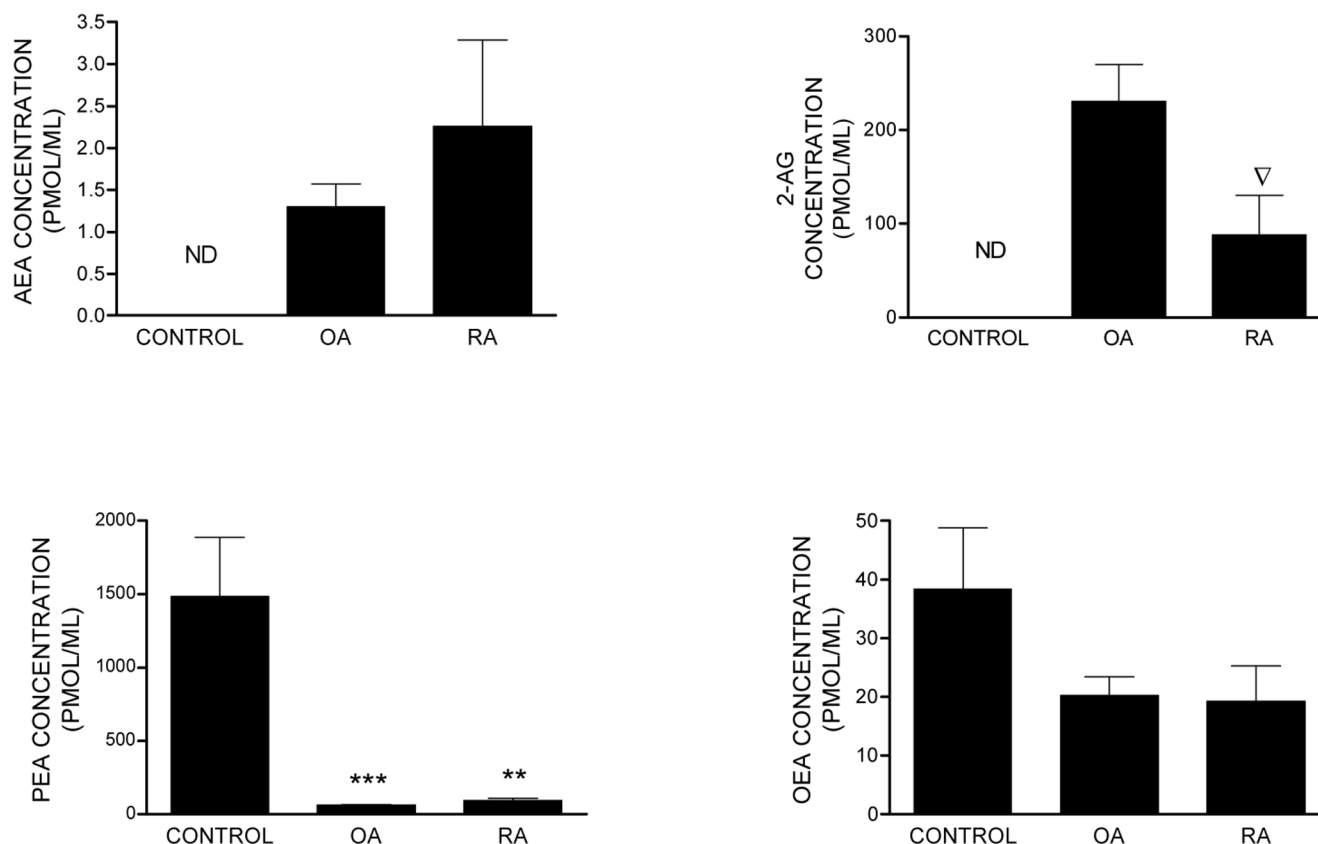 AEA CONCENTRATION
(PMOL/ML)
3.5
3.0
2.5
2.0
1.5
1.0
0.5
0.0
ND
CONTROL OA RA
2-AG
CONCENTRATION
(PMOL/ML)
300
200
100
0
ND
∇
CONTROL OA RA
PEA CONCENTRATION
(PMOL/ML)
2000
1500
1000
500
0
*** **
CONTROL OA RA
OEA CONCENTRATION
(PMOL/ML)
50
40
30
20
10
0
CONTROL OA RA